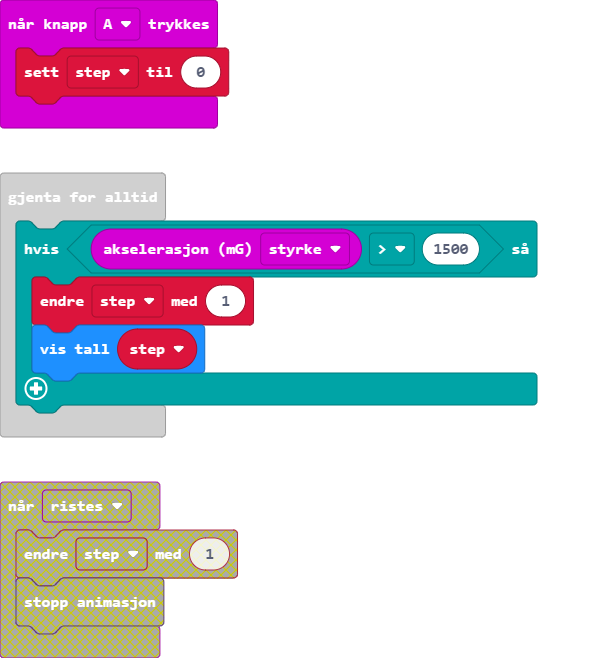 når knapp A trykkes
sett step til 0
gjenta for alltid
hvis akselerasjon (mG) styrke > 1500 så
endre step med 1
vis tall step
når ristes
endre step med 1
stopp animasjon